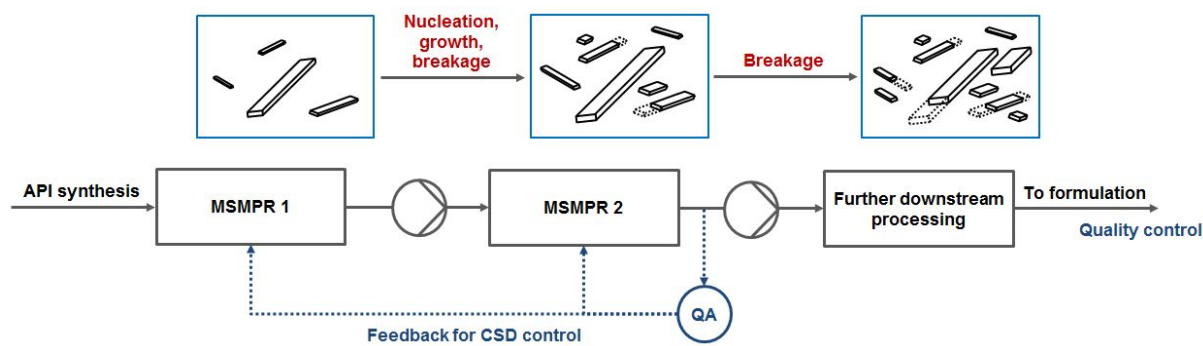 Nucleation,
growth,
breakage
Breakage
API synthesis
MSMPR 1
MSMPR 2
Further downstream
processing
To formulation
Quality control
QA
Feedback for CSD control